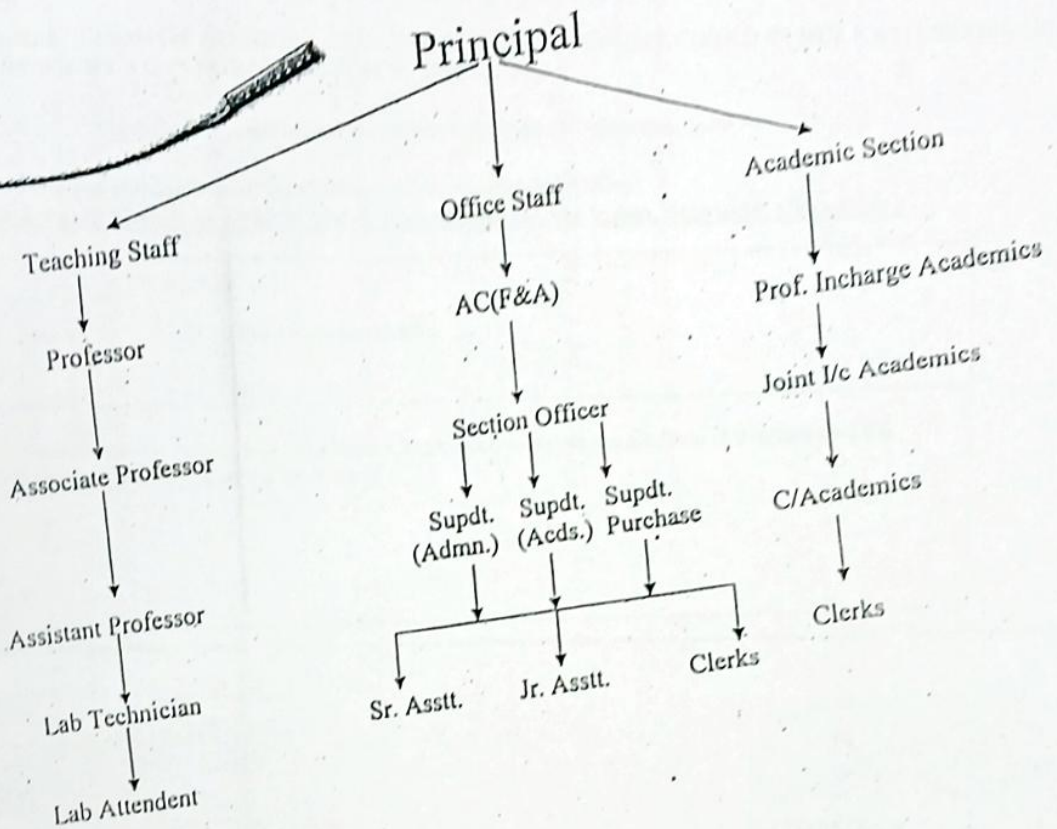 Principal
Teaching Staff
Professor
Associate Professor
Assistant Professor
Lab Technician
Lab Attendent
Office Staff
AC(F&A)
Section Officer
Supdt.
(Admn.)
Supdt.
(Acds.)
Supdt.
Purchase
Sr. Asstt.
Jr. Asstt.
Clerks
Academic Section
Prof. Incharge Academics
Joint I/c Academics
C/Academics
Clerks